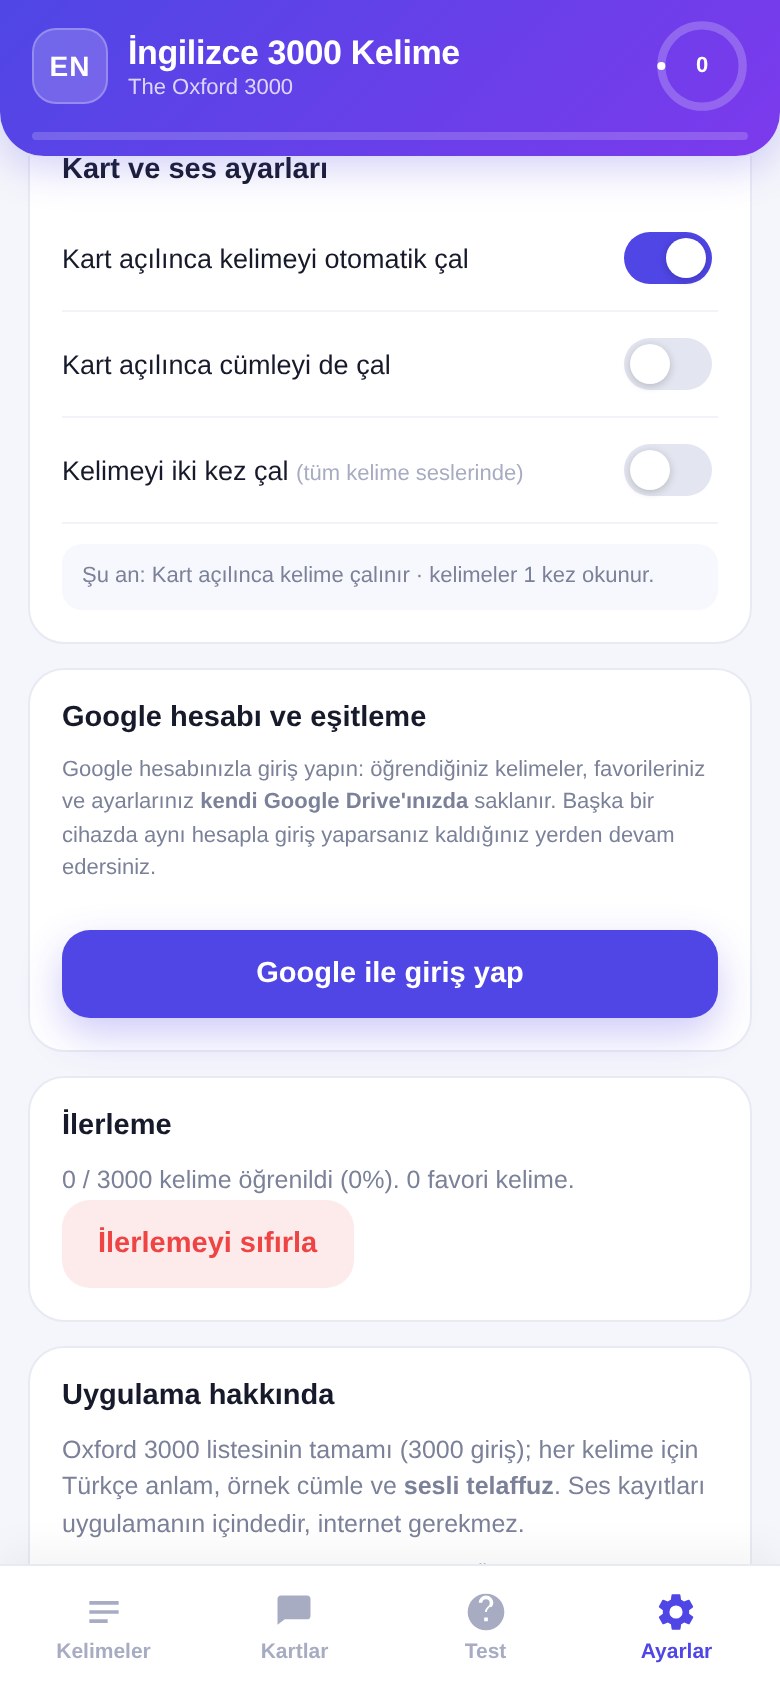 EN
İngilizce 3000 Kelime
The Oxford 3000
0
Kart ve ses ayarları
Kart açılınca kelimeyi otomatik çal
Kart açılınca cümleyi de çal
Kelimeyi iki kez çal (tüm kelime seslerinde)
Şu an: Kart açılınca kelime çalınır · kelimeler 1 kez okunur.
Google hesabı ve eşitleme
Google hesabınızla giriş yapın: öğrendiğiniz kelimeler, favorileriniz
ve ayarlarınız kendi Google Drive'ınızda saklanır. Başka bir
cihazda aynı hesapla giriş yaparsanız kaldığınız yerden devam
edersiniz.
Google ile giriş yap
İlerleme
0 / 3000 kelime öğrenildi (0%). 0 favori kelime.
İlerlemeyi sıfırla
Uygulama hakkında
Oxford 3000 listesinin tamamı (3000 giriş); her kelime için
Türkçe anlam, örnek cümle ve sesli telaffuz. Ses kayıtları
uygulamanın içindedir, internet gerekmez.
Kelimeler
Kartlar
Test
Ayarlar